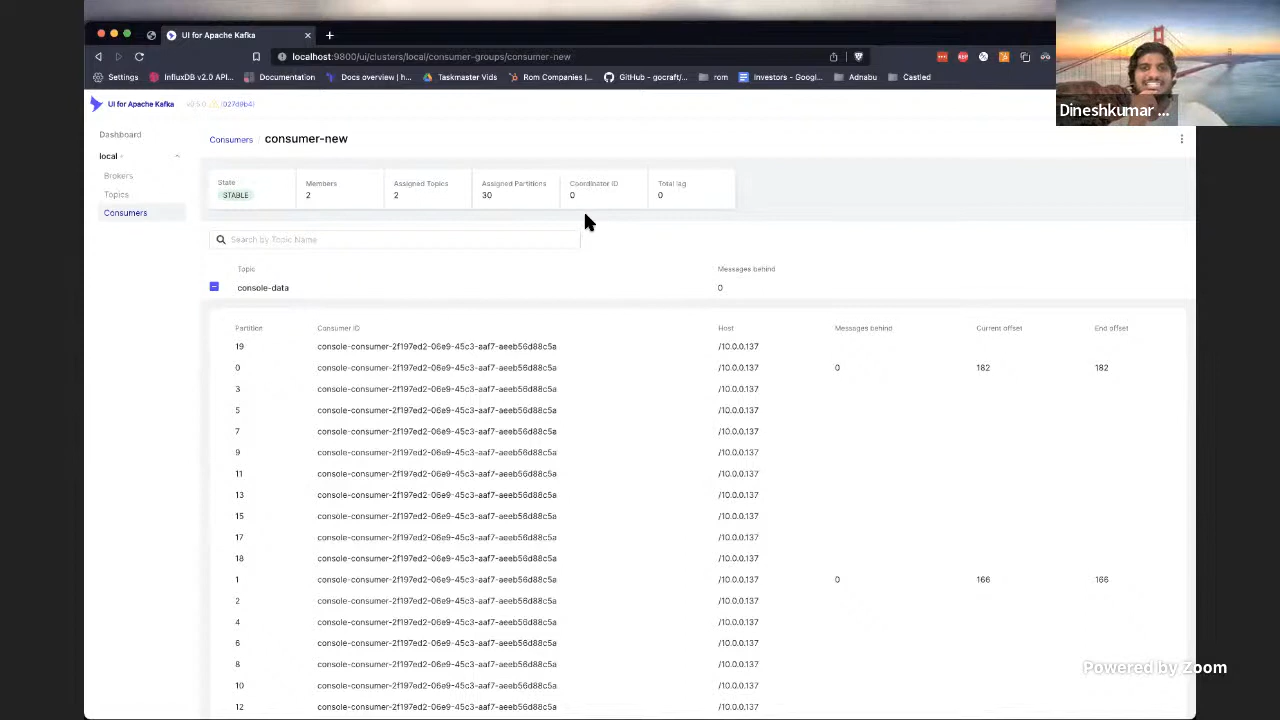 UI for Apache Kafka
localhost:9800/ui/clusters/local/consumer-groups/consumer-new
Settings InfluxDB v2.0 API... Documentation Docs overview | h... Taskmaster Vids Rom Companies |... GitHub - gocraft/... rom Investors - Googl... Adnabu Castled
Dineshkumar ...
UI for Apache Kafka v0.5.0 (027d9b4)
Dashboard
local
Brokers
Topics
Consumers
Consumers / consumer-new
State Members Assigned Topics Assigned Partitions Coordinator ID Total lag
STABLE 2 2 30 0 0
Search by Topic Name
Topic Messages behind
console-data 0
Partition Consumer ID Host Messages behind Current offset End offset
19 console-consumer-2f197ed2-06e9-45c3-aaf7-aeeb56d88c5a /10.0.0.137
0 console-consumer-2f197ed2-06e9-45c3-aaf7-aeeb56d88c5a /10.0.0.137 0 182 182
3 console-consumer-2f197ed2-06e9-45c3-aaf7-aeeb56d88c5a /10.0.0.137
5 console-consumer-2f197ed2-06e9-45c3-aaf7-aeeb56d88c5a /10.0.0.137
7 console-consumer-2f197ed2-06e9-45c3-aaf7-aeeb56d88c5a /10.0.0.137
9 console-consumer-2f197ed2-06e9-45c3-aaf7-aeeb56d88c5a /10.0.0.137
11 console-consumer-2f197ed2-06e9-45c3-aaf7-aeeb56d88c5a /10.0.0.137
13 console-consumer-2f197ed2-06e9-45c3-aaf7-aeeb56d88c5a /10.0.0.137
15 console-consumer-2f197ed2-06e9-45c3-aaf7-aeeb56d88c5a /10.0.0.137
17 console-consumer-2f197ed2-06e9-45c3-aaf7-aeeb56d88c5a /10.0.0.137
18 console-consumer-2f197ed2-06e9-45c3-aaf7-aeeb56d88c5a /10.0.0.137
1 console-consumer-2f197ed2-06e9-45c3-aaf7-aeeb56d88c5a /10.0.0.137 0 166 166
2 console-consumer-2f197ed2-06e9-45c3-aaf7-aeeb56d88c5a /10.0.0.137
4 console-consumer-2f197ed2-06e9-45c3-aaf7-aeeb56d88c5a /10.0.0.137
6 console-consumer-2f197ed2-06e9-45c3-aaf7-aeeb56d88c5a /10.0.0.137
8 console-consumer-2f197ed2-06e9-45c3-aaf7-aeeb56d88c5a /10.0.0.137
10 console-consumer-2f197ed2-06e9-45c3-aaf7-aeeb56d88c5a /10.0.0.137
12 console-consumer-2f197ed2-06e9-45c3-aaf7-aeeb56d88c5a /10.0.0.137
Powered by Zoom